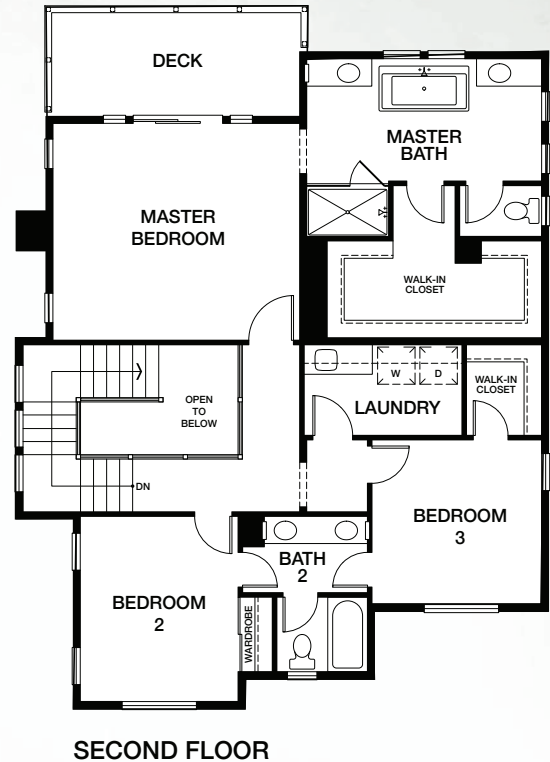 DECK
MASTER
BATH
MASTER
BEDROOM
WALK-IN
CLOSET
W
D
WALK-IN
CLOSET
OPEN
TO
BELOW
LAUNDRY
DN
BEDROOM
3
BATH
2
BEDROOM
2
WARDROBE
SECOND FLOOR